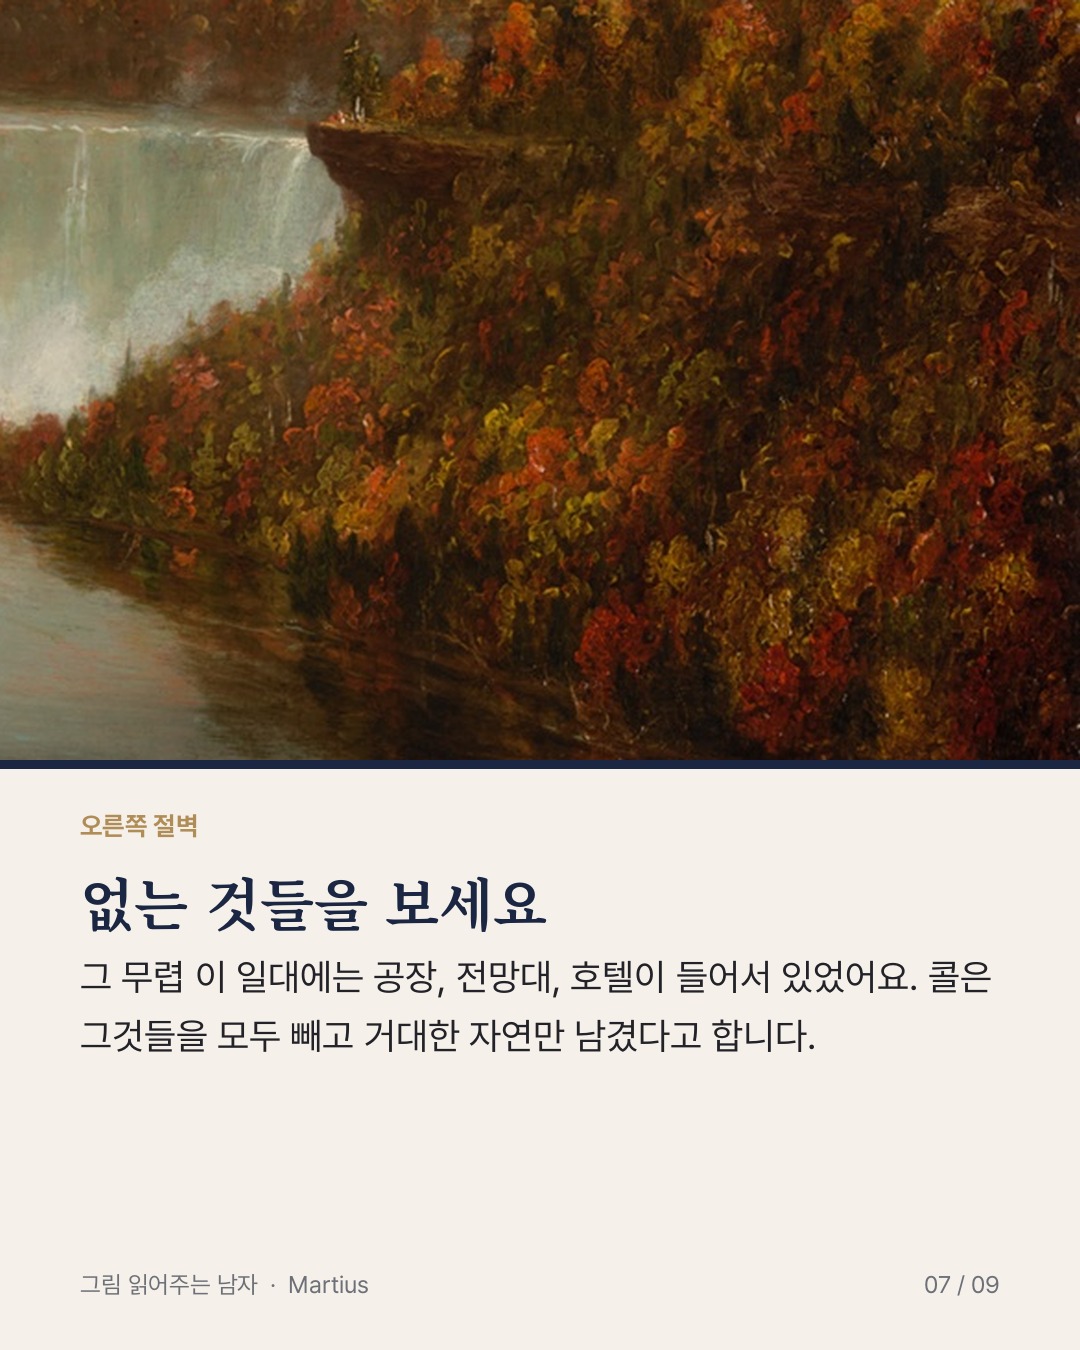 오른쪽 절벽
없는 것들을 보세요
그 무렵 이 일대에는 공장, 전망대, 호텔이 들어서 있었어요. 콜은
그것들을 모두 빼고 거대한 자연만 남겼다고 합니다.
그림 읽어주는 남자 · Martius
07 / 09